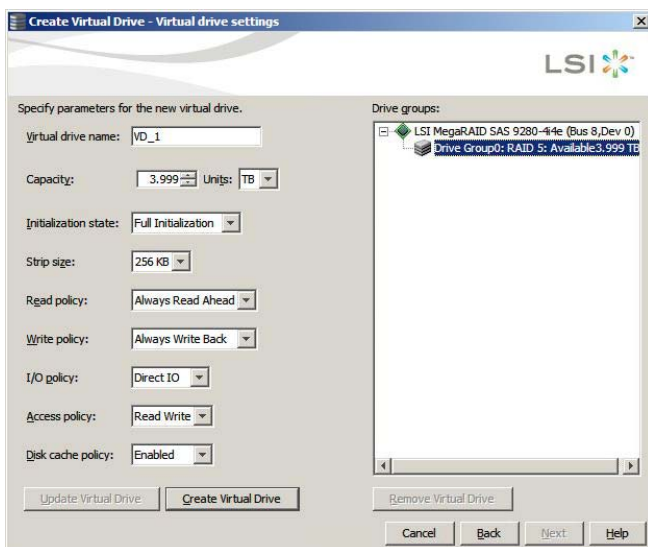 Create Virtual Drive - Virtual drive settings
LSI
Specify parameters for the new virtual drive.
Virtual drive name: VD_1
Capacity: 3.999 Units: TB
Initialization state: Full Initialization
Strip size: 256 KB
Read policy: Always Read Ahead
Write policy: Always Write Back
I/O policy: Direct IO
Access policy: Read Write
Disk cache policy: Enabled
Update Virtual Drive Create Virtual Drive
Drive groups:
LSI MegaRAID SAS 9280-4i4e (Bus 8,Dev 0)
Drive Group0: RAID 5: Available3.999 TB
Remove Virtual Drive
Cancel Back Next Help